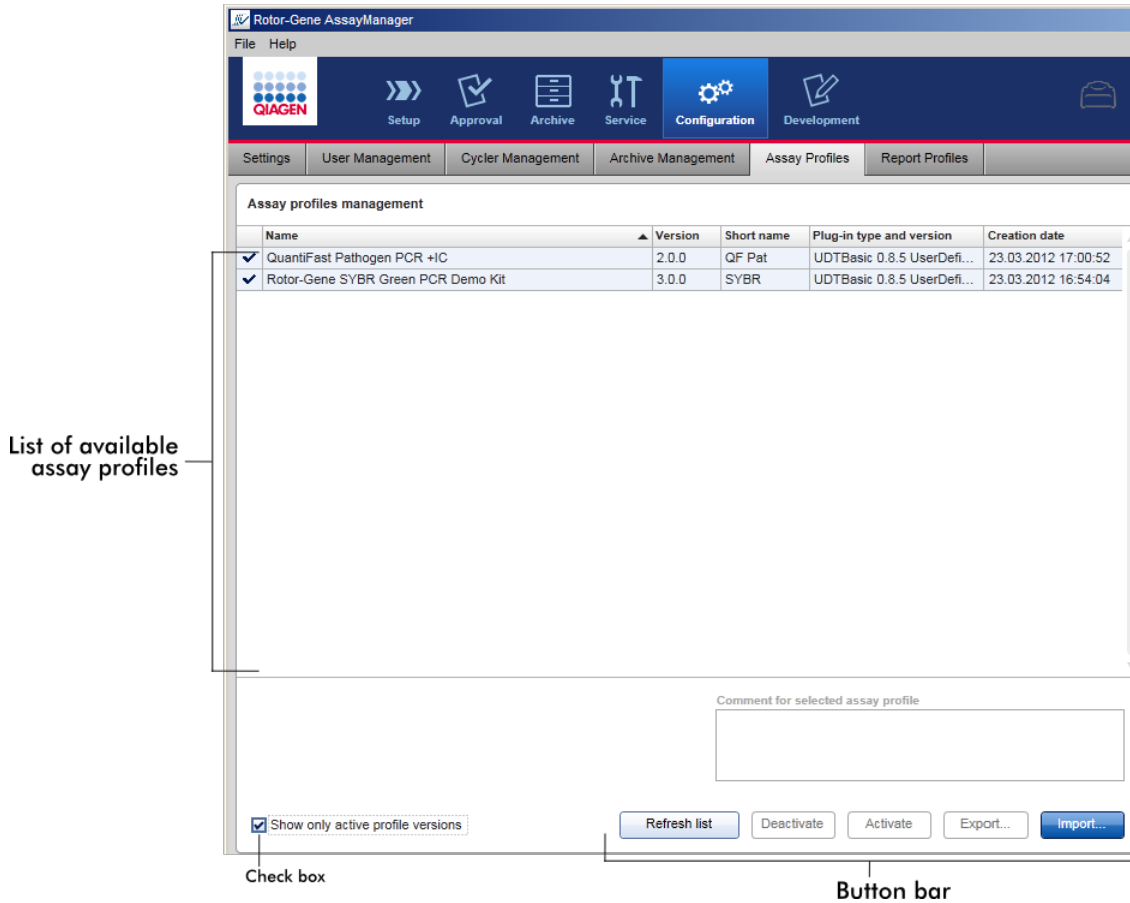 Rotor-Gene AssayManager
File Help
QIAGEN
Setup Approval Archive Service Configuration Development
Settings User Management Cycler Management Archive Management Assay Profiles Report Profiles
Assay profiles management
Name Version Short name Plug-in type and version Creation date
QuantiFast Pathogen PCR +IC 2.0.0 QF Pat UDTBasic 0.8.5 UserDefi... 23.03.2012 17:00:52
Rotor-Gene SYBR Green PCR Demo Kit 3.0.0 SYBR UDTBasic 0.8.5 UserDefi... 23.03.2012 16:54:04
List of available
assay profiles
Comment for selected assay profile
Show only active profile versions Refresh list Deactivate Activate Export... Import...
Check box
Button bar